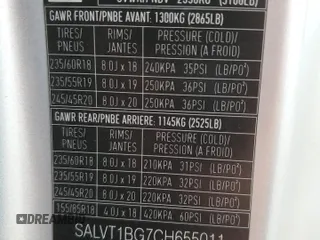 GAWR FRONT/PNBE AVANT: 1300KG (2865LB)
TIRES/ RIMS/ PRESSURE (COLD)/
PNEU JANTES PRESSION (FROID)/
235/60R18 8.0J x 18 240KPA 35PSI (LB/PO²)
235/55R19 8.0J x 19 250KPA 36PSI (LB/PO²)
245/45R20 8.0J x 20 250KPA 36PSI (LB/PO²)
GAWR REAR/PNBE ARRIERE: 1145KG (2525LB)
TIRES/ RIMS/ PRESSURE (COLD)/
PNEU JANTES PRESSION (FROID)/
235/60R18 8.0J x 18 210KPA 31PSI (LB/PO²)
235/55R19 8.0J x 19 220KPA 32PSI (LB/PO²)
245/45R20 8.0J x 20 220KPA 32PSI (LB/PO²)
155/85R18 4.0J x 18 420KPA 60PSI (LB/PO²)
SALVT1BG7CH655011